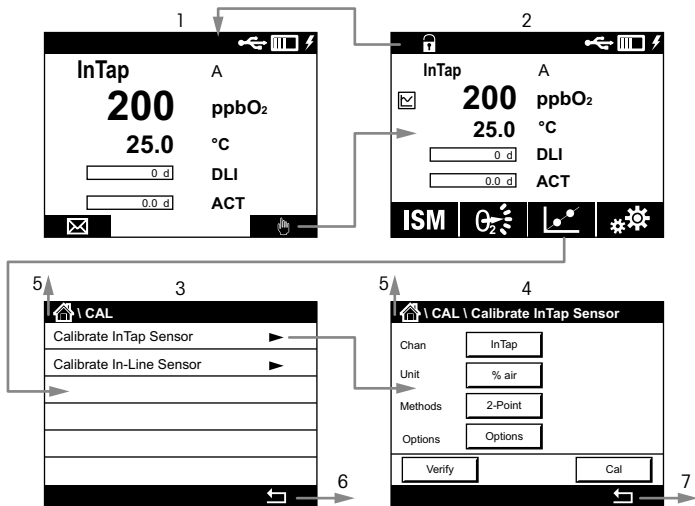 1
InTap A
200 ppbO2
25.0 °C
0 d DLI
0.0 d ACT
2
InTap A
200 ppbO2
25.0 °C
0 d DLI
0.0 d ACT
ISM O2
5
3
\ CAL
Calibrate InTap Sensor
Calibrate In-Line Sensor
6
5
4
\ CAL \ Calibrate InTap Sensor
Chan InTap
Unit % air
Methods 2-Point
Options Options
Verify Cal
7